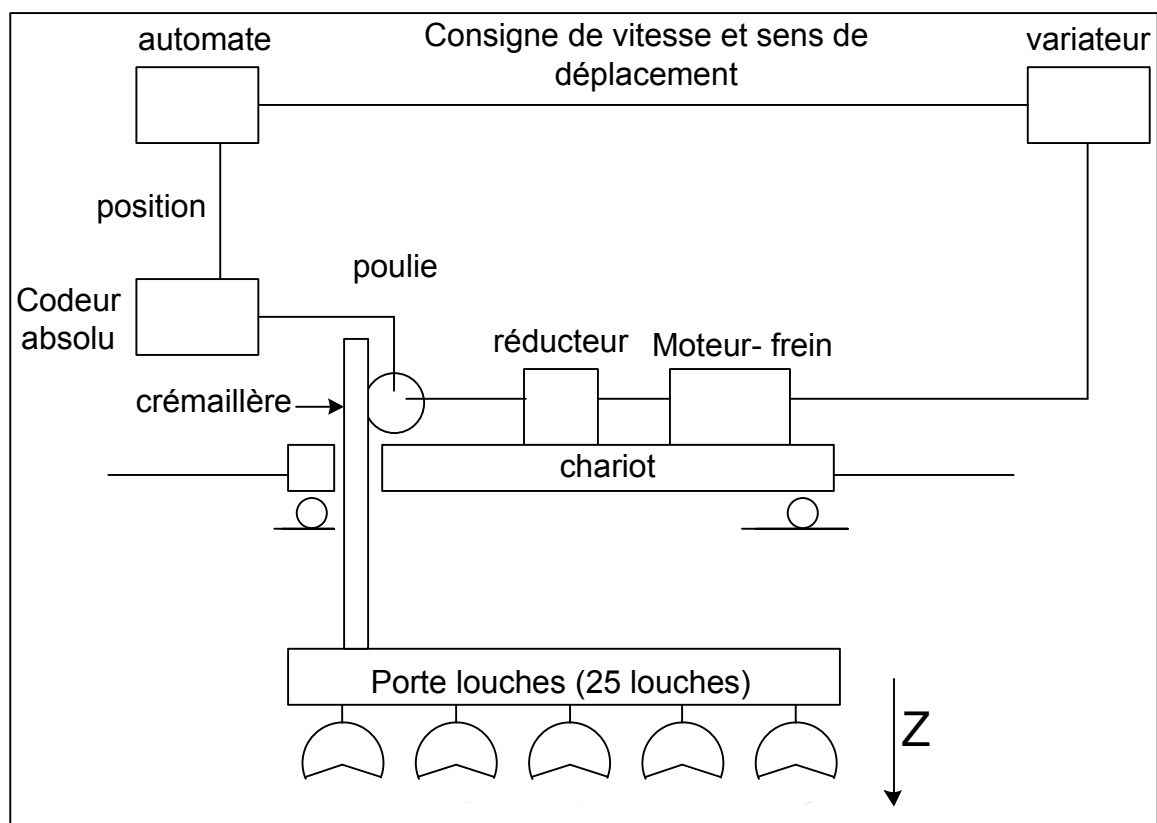 automate
Consigne de vitesse et sens de
déplacement
variateur
position
poulie
Codeur
absolu
réducteur
Moteur- frein
crémaillère
chariot
Porte louches (25 louches)
Z